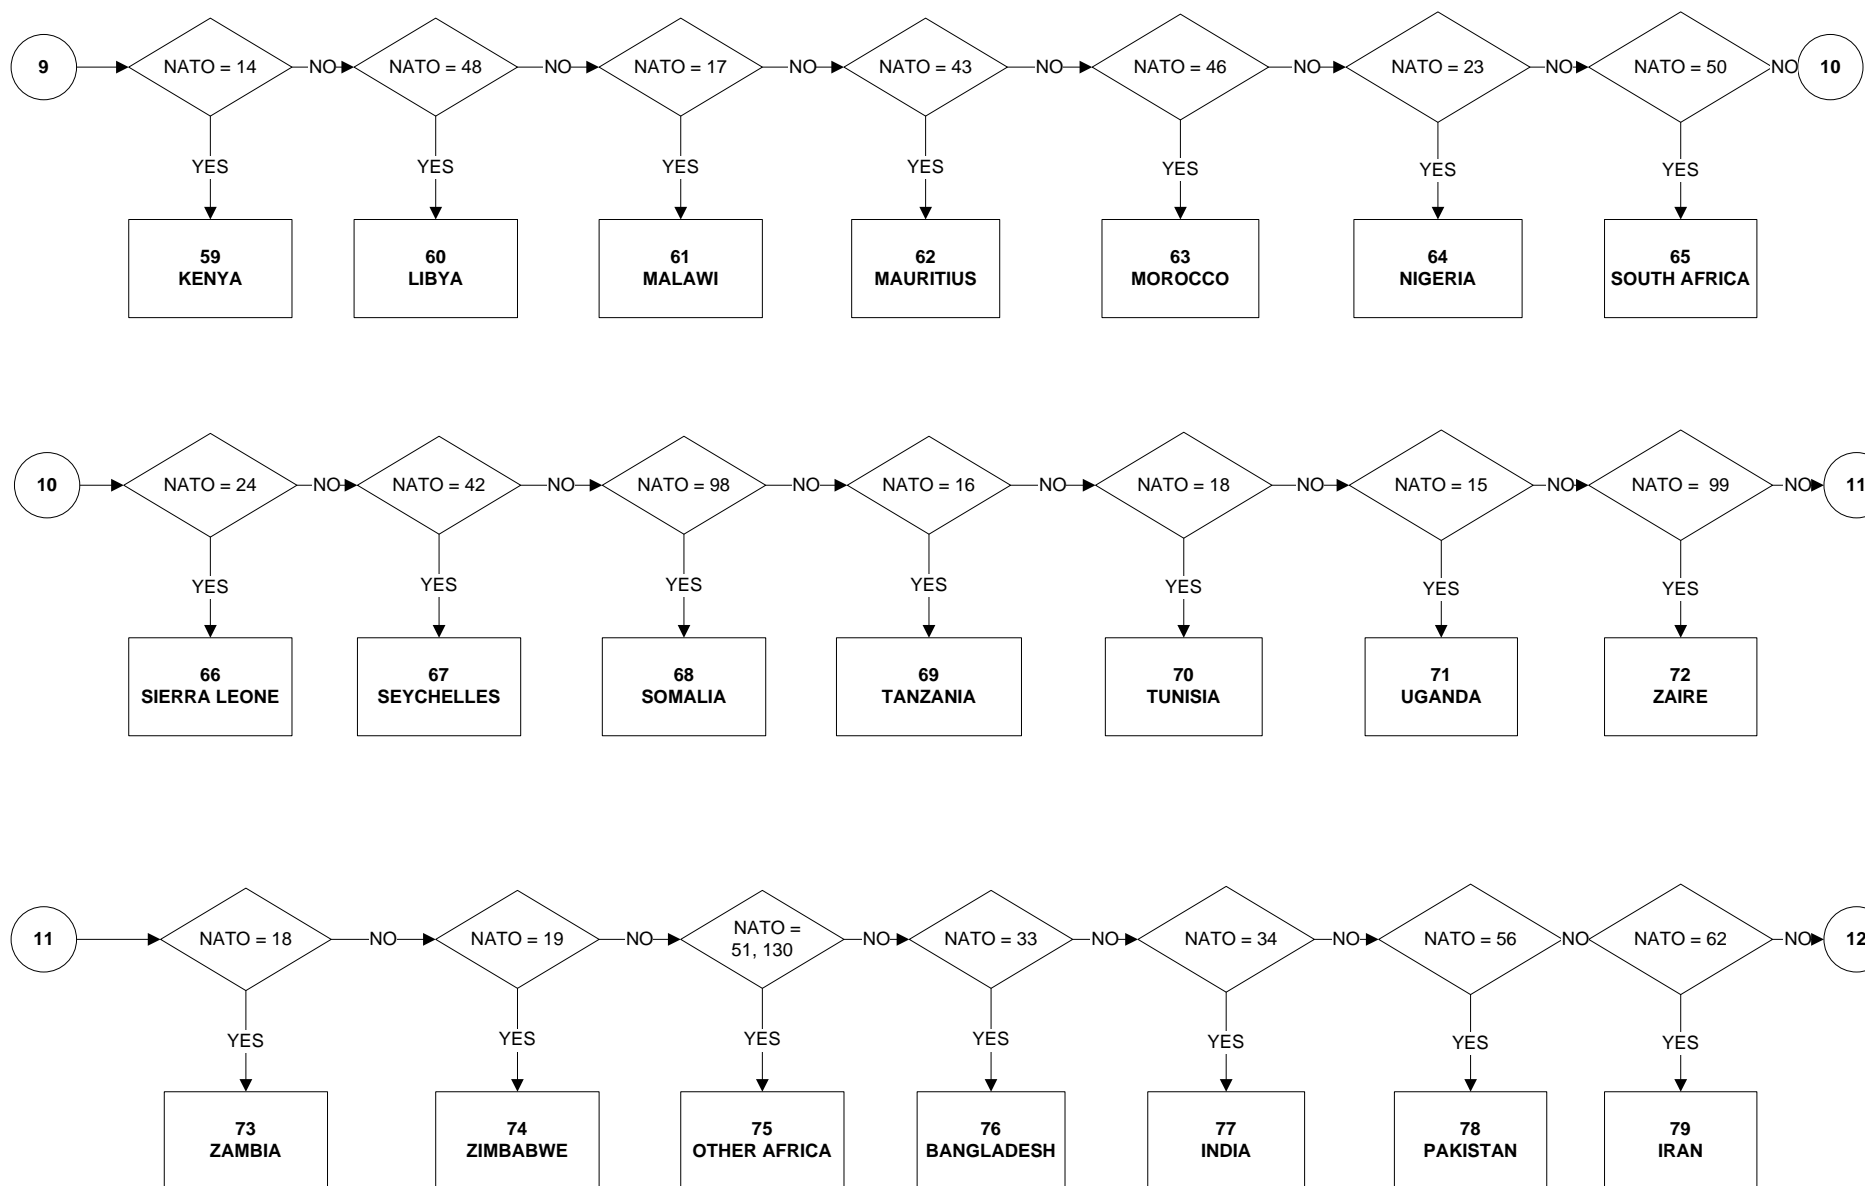 9
NATO = 14
NO
NATO = 48
NO
NATO = 17
NO
NATO = 43
NO
NATO = 46
NO
NATO = 23
NO
NATO = 50
NO
10
YES
YES
YES
YES
YES
YES
YES
59
KENYA
60
LIBYA
61
MALAWI
62
MAURITIUS
63
MOROCCO
64
NIGERIA
65
SOUTH AFRICA
10
NATO = 24
NO
NATO = 42
NO
NATO = 98
NO
NATO = 16
NO
NATO = 18
NO
NATO = 15
NO
NATO = 99
NO
11
YES
YES
YES
YES
YES
YES
YES
66
SIERRA LEONE
67
SEYCHELLES
68
SOMALIA
69
TANZANIA
70
TUNISIA
71
UGANDA
72
ZAIRE
11
NATO = 18
NO
NATO = 19
NO
NATO =
51, 130
NO
NATO = 33
NO
NATO = 34
NO
NATO = 56
NO
NATO = 62
NO
12
YES
YES
YES
YES
YES
YES
YES
73
ZAMBIA
74
ZIMBABWE
75
OTHER AFRICA
76
BANGLADESH
77
INDIA
78
PAKISTAN
79
IRAN